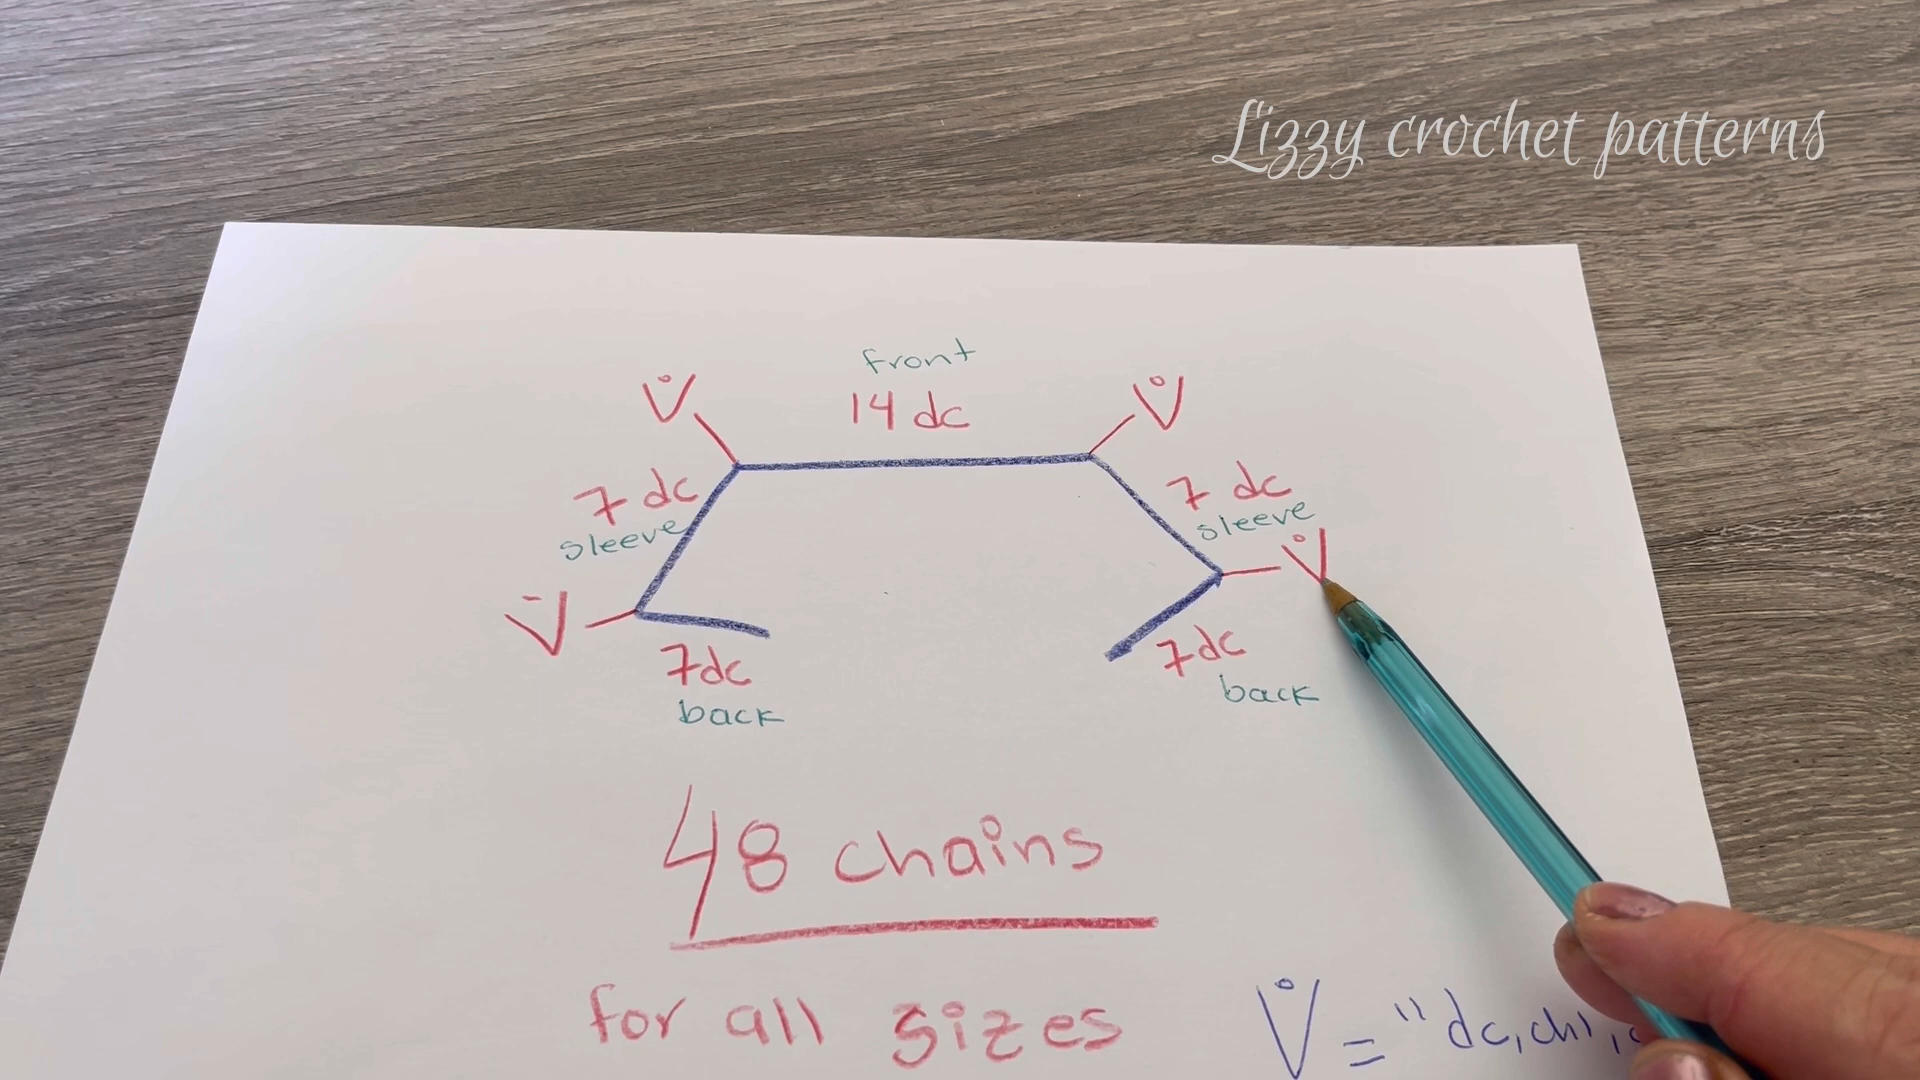 Lizzy crochet patterns
front
V V
14 dc
7 dc
sleeve
7 dc
sleeve
V
V
7dc
back
7dc
back
48 chains
for all sizes
V = "dc, ch1,